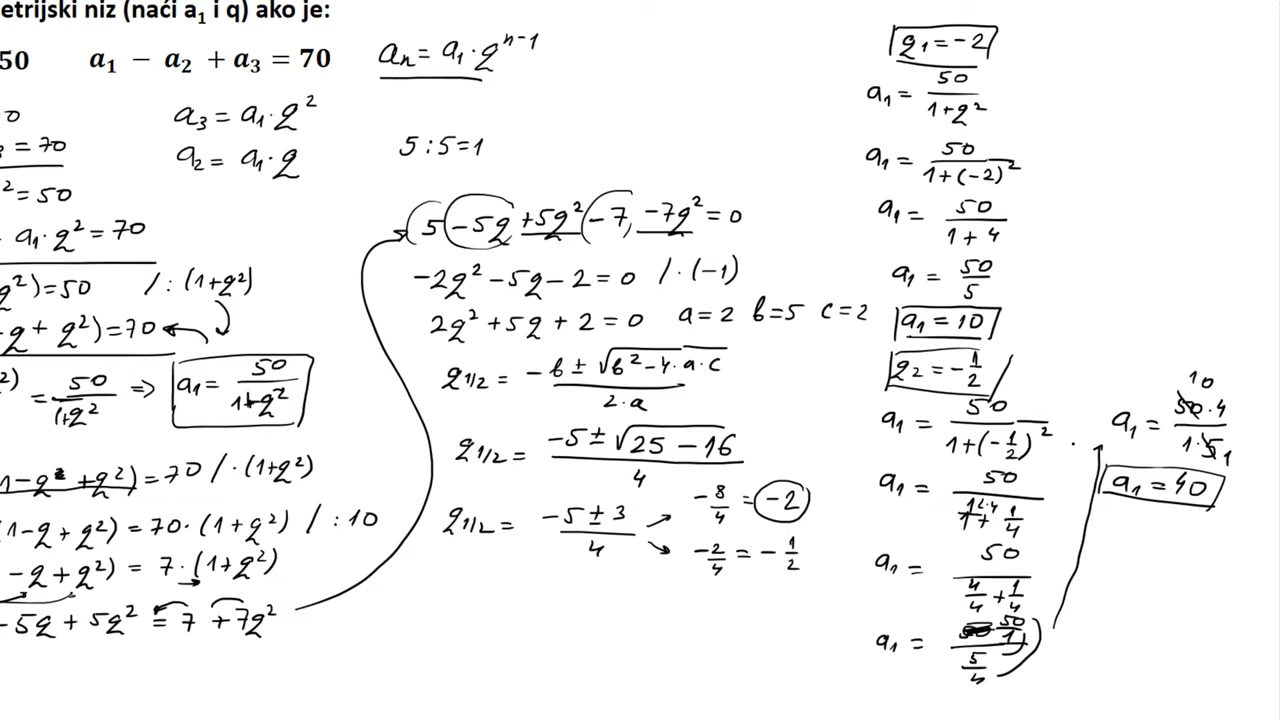 etrijski niz (naći a₁ i q) ako je:
50 a₁ − a₂ + a₃ = 70 aₙ = a₁ · qⁿ⁻¹
0 a₃ = a₁ · q²
₃ = 70 a₂ = a₁ · q 5 : 5 = 1
² = 50
a₁ · q² = 70
q²) = 50 / : (1+q²)
q + q²) = 70
²) = 50/(1+q²) => a₁ = 50/(1+q²)
1−q+q²) = 70 / · (1+q²)
(1−q+q²) = 70 · (1+q²) / : 10
−q+q²) = 7 · (1+q²)
−5q + 5q² = 7 + 7q²
5 − 5q + 5q² − 7 − 7q² = 0
−2q² − 5q − 2 = 0 / · (−1)
2q² + 5q + 2 = 0 a = 2 b = 5 c = 2
q1/2 = (−b ± √(b² − 4 · a · c))/(2 · a)
q1/2 = (−5 ± √(25 − 16))/4
q1/2 = (−5 ± 3)/4
−8/4 = −2
−2/4 = −1/2
q₁ = −2
a₁ = 50/(1+q²)
a₁ = 50/(1+(−2)²)
a₁ = 50/(1+4)
a₁ = 50/5
a₁ = 10
q₂ = −1/2
a₁ = 50/(1+(−1/2)²)
a₁ = 50/(1+1/4)
a₁ = 50/(4/4+1/4)
a₁ = (50/1)/(5/4)
10
a₁ = (50·4)/(1·5) 1
a₁ = 40